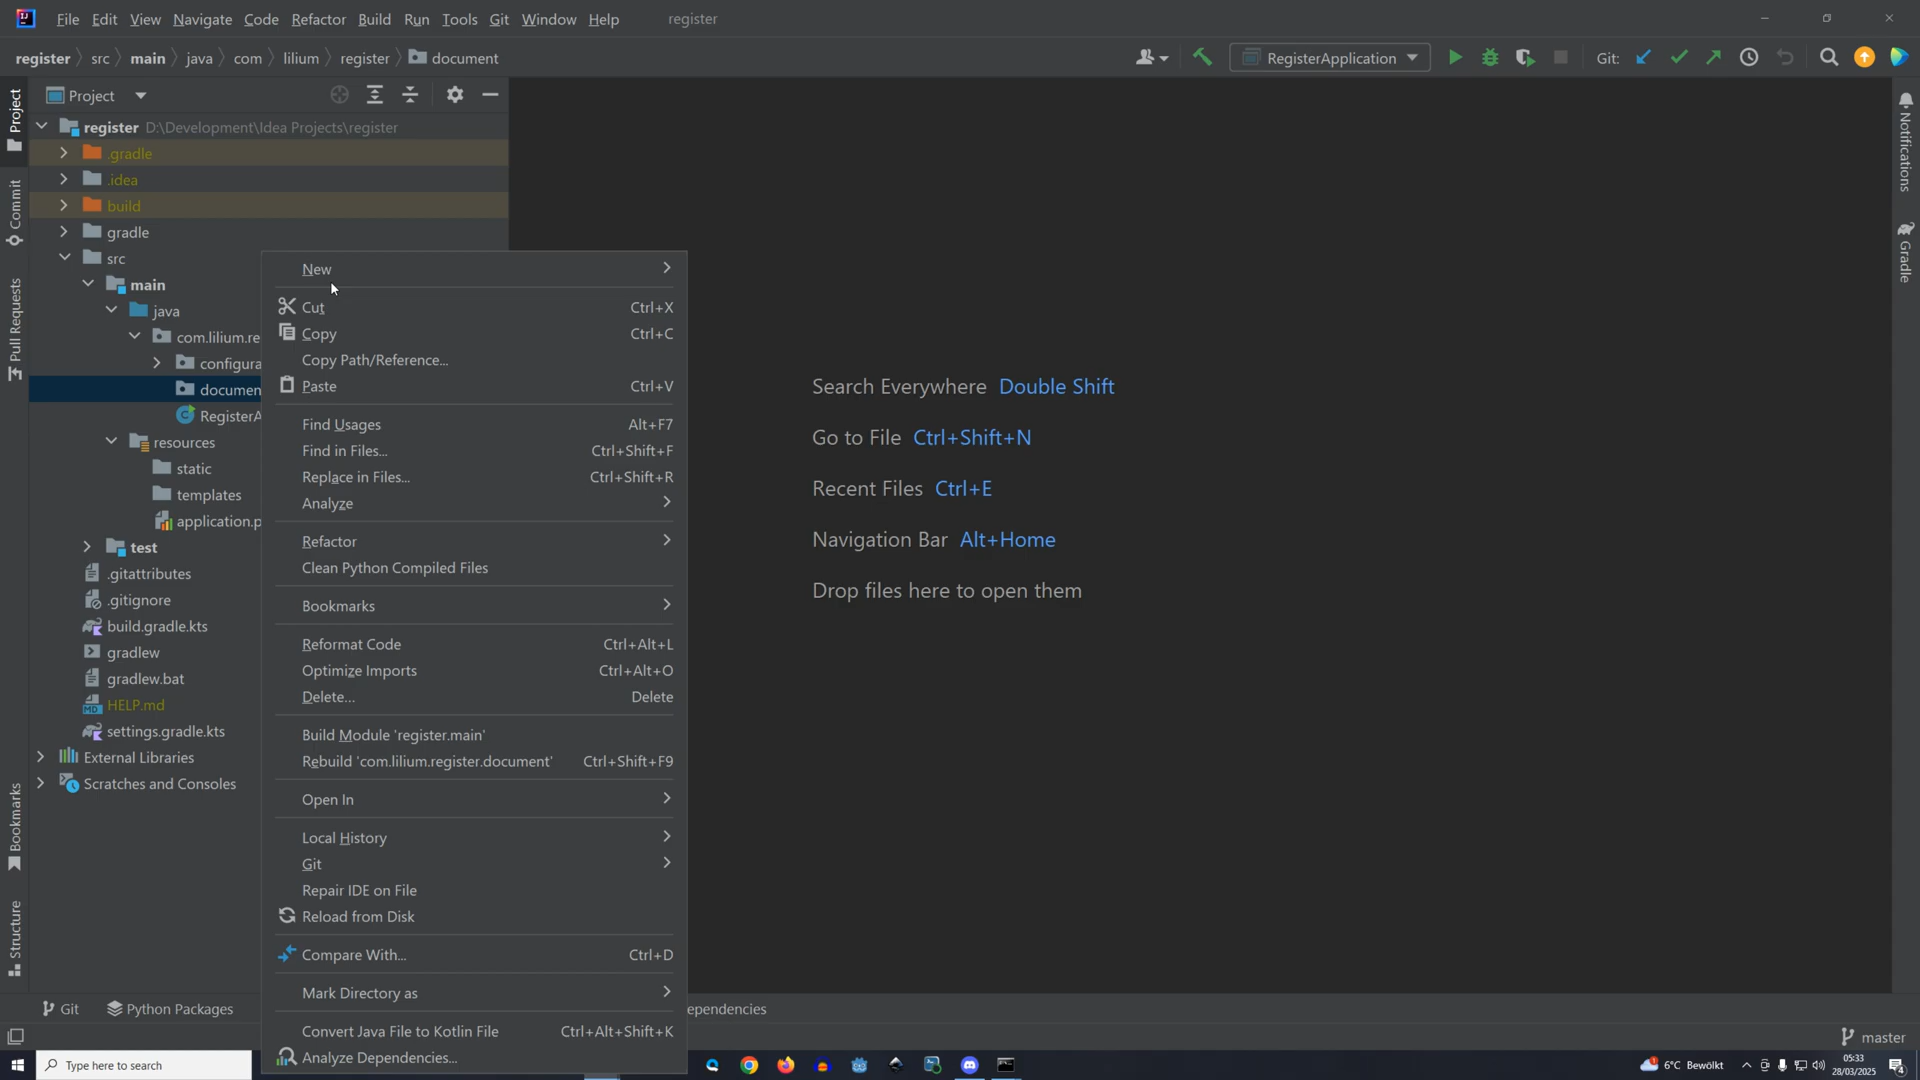 File Edit View Navigate Code Refactor Build Run Tools Git Window Help register
register src main java com lilium register document
RegisterApplication
Git:
Project
register D:\Development\Idea Projects\register
.gradle
.idea
build
gradle
src
main
java
com.lilium.re
configura
documen
RegisterA
resources
static
templates
application.p
test
.gitattributes
.gitignore
build.gradle.kts
gradlew
gradlew.bat
HELP.md
settings.gradle.kts
External Libraries
Scratches and Consoles
New
Cut Ctrl+X
Copy Ctrl+C
Copy Path/Reference...
Paste Ctrl+V
Find Usages Alt+F7
Find in Files... Ctrl+Shift+F
Replace in Files... Ctrl+Shift+R
Analyze
Refactor
Clean Python Compiled Files
Bookmarks
Reformat Code Ctrl+Alt+L
Optimize Imports Ctrl+Alt+O
Delete... Delete
Build Module 'register.main'
Rebuild 'com.lilium.register.document' Ctrl+Shift+F9
Open In
Local History
Git
Repair IDE on File
Reload from Disk
Compare With... Ctrl+D
Mark Directory as
Convert Java File to Kotlin File Ctrl+Alt+Shift+K
Analyze Dependencies...
Search Everywhere Double Shift
Go to File Ctrl+Shift+N
Recent Files Ctrl+E
Navigation Bar Alt+Home
Drop files here to open them
Project
Commit
Pull Requests
Bookmarks
Structure
Notifications
Gradle
Git Python Packages ependencies
master
Type here to search
6°C Bewölkt
05:33
28/03/2025
4